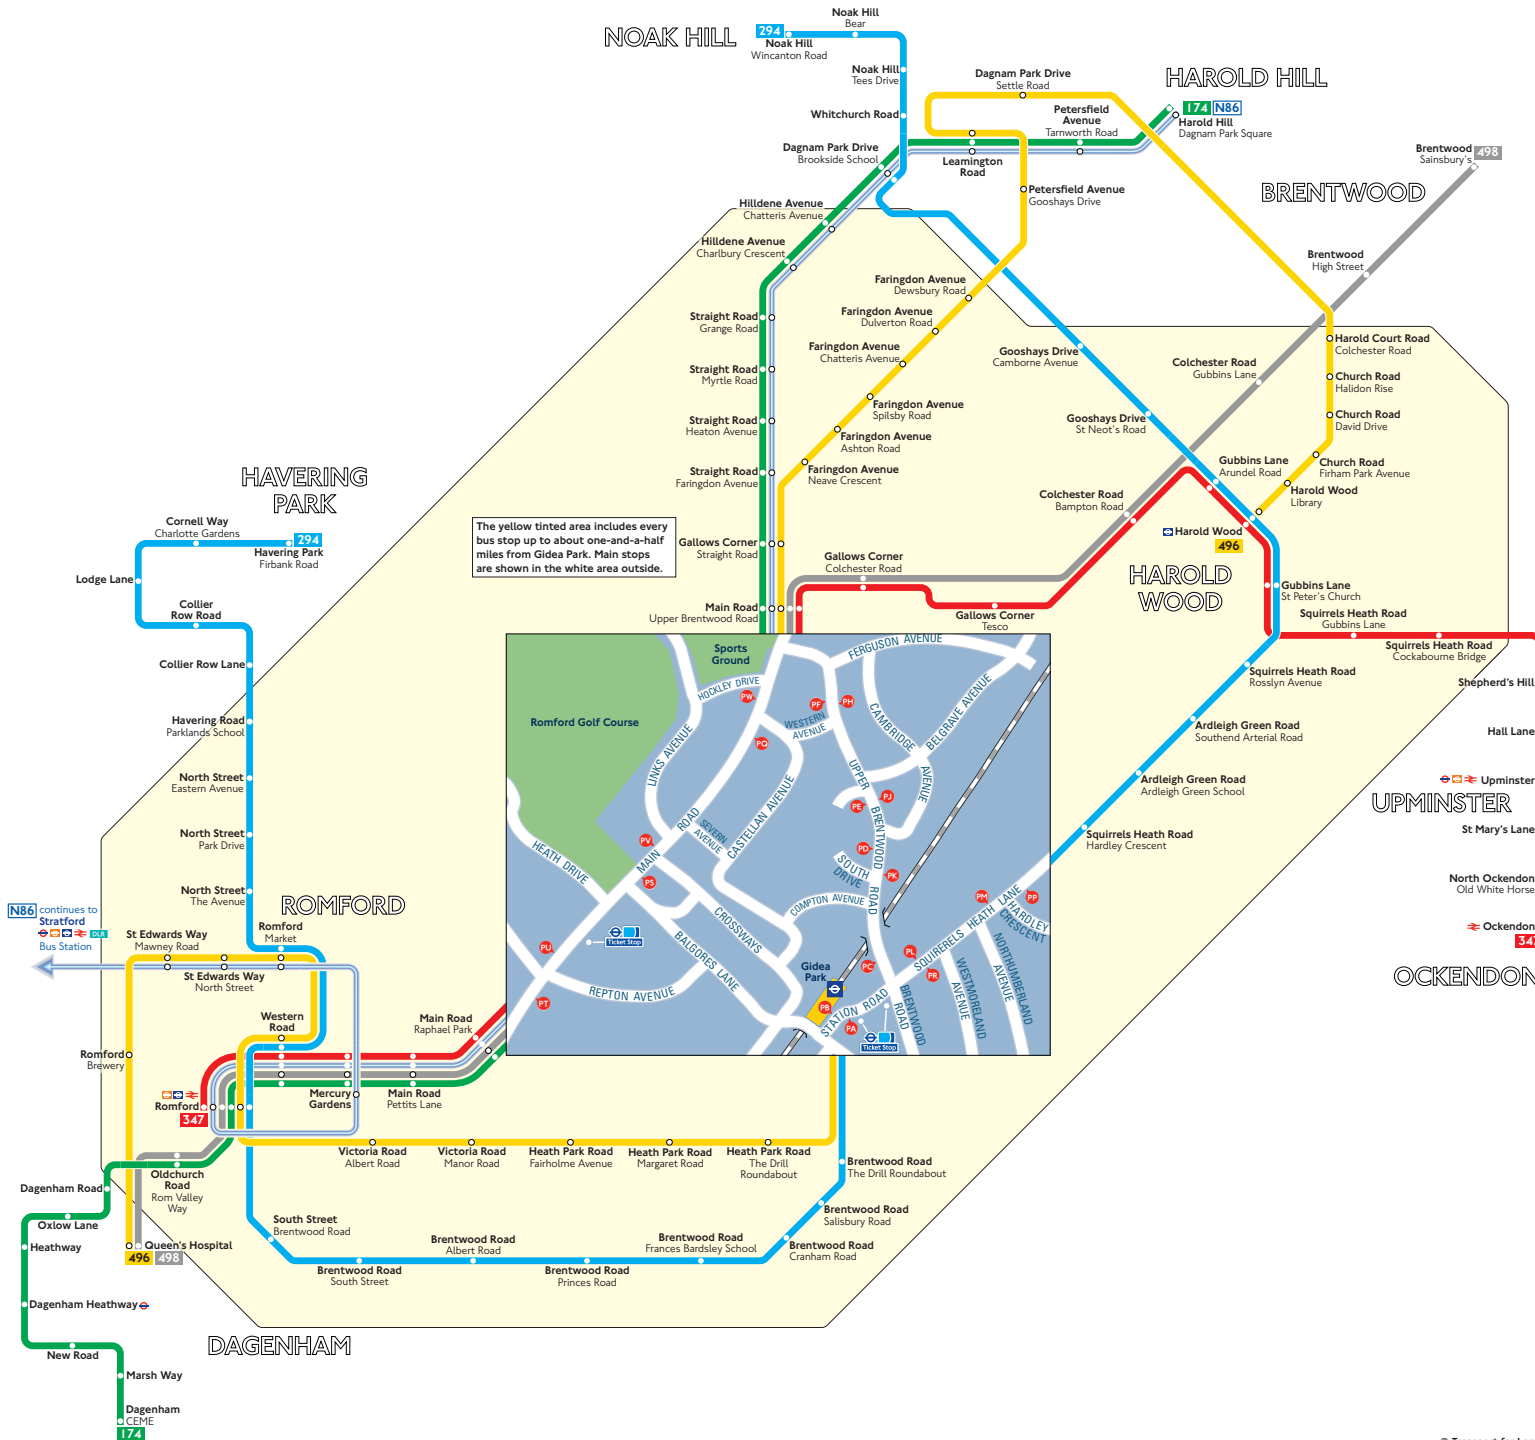 NOAK HILL
294
Noak Hill
Wincanton Road
Noak Hill
Bear
Noak Hill
Tees Drive
Whitchurch Road
Dagnam Park Drive
Brookside School
Dagnam Park Drive
Settle Road
HAROLD HILL
174 N86
Harold Hill
Dagnam Park Square
Petersfield
Avenue
Tarnworth Road
Leamington
Road
Petersfield Avenue
Gooshays Drive
Brentwood
Sainsbury's
498
BRENTWOOD
Brentwood
High Street
Hilldene Avenue
Chatteris Avenue
Hilldene Avenue
Charlbury Crescent
Straight Road
Grange Road
Straight Road
Myrtle Road
Straight Road
Heaton Avenue
Straight Road
Faringdon Avenue
Gallows Corner
Straight Road
Main Road
Upper Brentwood Road
Faringdon Avenue
Dewsbury Road
Faringdon Avenue
Dulverton Road
Faringdon Avenue
Chatteris Avenue
Faringdon Avenue
Spilsby Road
Faringdon Avenue
Ashton Road
Faringdon Avenue
Neave Crescent
Gooshays Drive
Camborne Avenue
Gooshays Drive
St Neot's Road
Colchester Road
Gubbins Lane
Harold Court Road
Colchester Road
Church Road
Halidon Rise
Church Road
David Drive
Church Road
Firham Park Avenue
Harold Wood
Library
Gubbins Lane
Arundel Road
Colchester Road
Bampton Road
Harold Wood
496
HAROLD
WOOD
Gallows Corner
Colchester Road
Gallows Corner
Tesco
Gubbins Lane
St Peter's Church
Squirrels Heath Road
Gubbins Lane
Squirrels Heath Road
Cockabourne Bridge
Squirrels Heath Road
Rosslyn Avenue
Ardleigh Green Road
Southend Arterial Road
Ardleigh Green Road
Ardleigh Green School
Squirrels Heath Road
Hardley Crescent
Shepherd's Hill
Hall Lane
Upminster
UPMINSTER
St Mary's Lane
North Ockendon
Old White Horse
Ockendon
OCKENDON
The yellow tinted area includes every
bus stop up to about one-and-a-half
miles from Gidea Park. Main stops
are shown in the white area outside.
HAVERING
PARK
Cornell Way
Charlotte Gardens
294
Havering Park
Firbank Road
Lodge Lane
Collier
Row Road
Collier Row Lane
Havering Road
Parklands School
North Street
Eastern Avenue
North Street
Park Drive
North Street
The Avenue
ROMFORD
Romford
Market
N86 continues to
Stratford
DLR
Bus Station
St Edwards Way
Mawney Road
St Edwards Way
North Street
Western
Road
Romford
Brewery
Romford
347
Mercury
Gardens
Main Road
Pettits Lane
Main Road
Raphael Park
Sports
Ground
Romford Golf Course
HOCKLEY DRIVE
FERGUSON AVENUE
LINKS AVENUE
WESTERN
AVENUE
CAMBRIDGE
AVENUE
BELGRAVE AVENUE
UPPER
BRENTWOOD
ROAD
MAIN
ROAD
SEVERN
AVENUE
CASTELLAN AVENUE
HEATH DRIVE
SOUTH
DRIVE
COMPTON AVENUE
CROSSWAYS
BALGORES LANE
REPTON AVENUE
Gidea
Park
STATION ROAD
SQUIRRELS HEATH LANE
HARDLEY
CRESCENT
BRENTWOOD
ROAD
WESTMORELAND
AVENUE
NORTHUMBERLAND
AVENUE
Ticket Stop
Ticket Stop
PW
PF
PH
PQ
PE
PJ
PD
PK
PV
PS
PM
PP
PU
PT
PL
PC
PR
PB
PA
Victoria Road
Albert Road
Victoria Road
Manor Road
Heath Park Road
Fairholme Avenue
Heath Park Road
Margaret Road
Heath Park Road
The Drill
Roundabout
Brentwood Road
The Drill Roundabout
Brentwood Road
Salisbury Road
Brentwood Road
Cranham Road
Brentwood Road
Frances Bardsley School
Brentwood Road
Princes Road
Brentwood Road
Albert Road
Brentwood Road
South Street
South Street
Brentwood Road
Oldchurch
Road
Rom Valley
Way
Queen's Hospital
496 498
Dagenham Road
Oxlow Lane
Heathway
Dagenham Heathway
New Road
Marsh Way
Dagenham
CEME
174
DAGENHAM